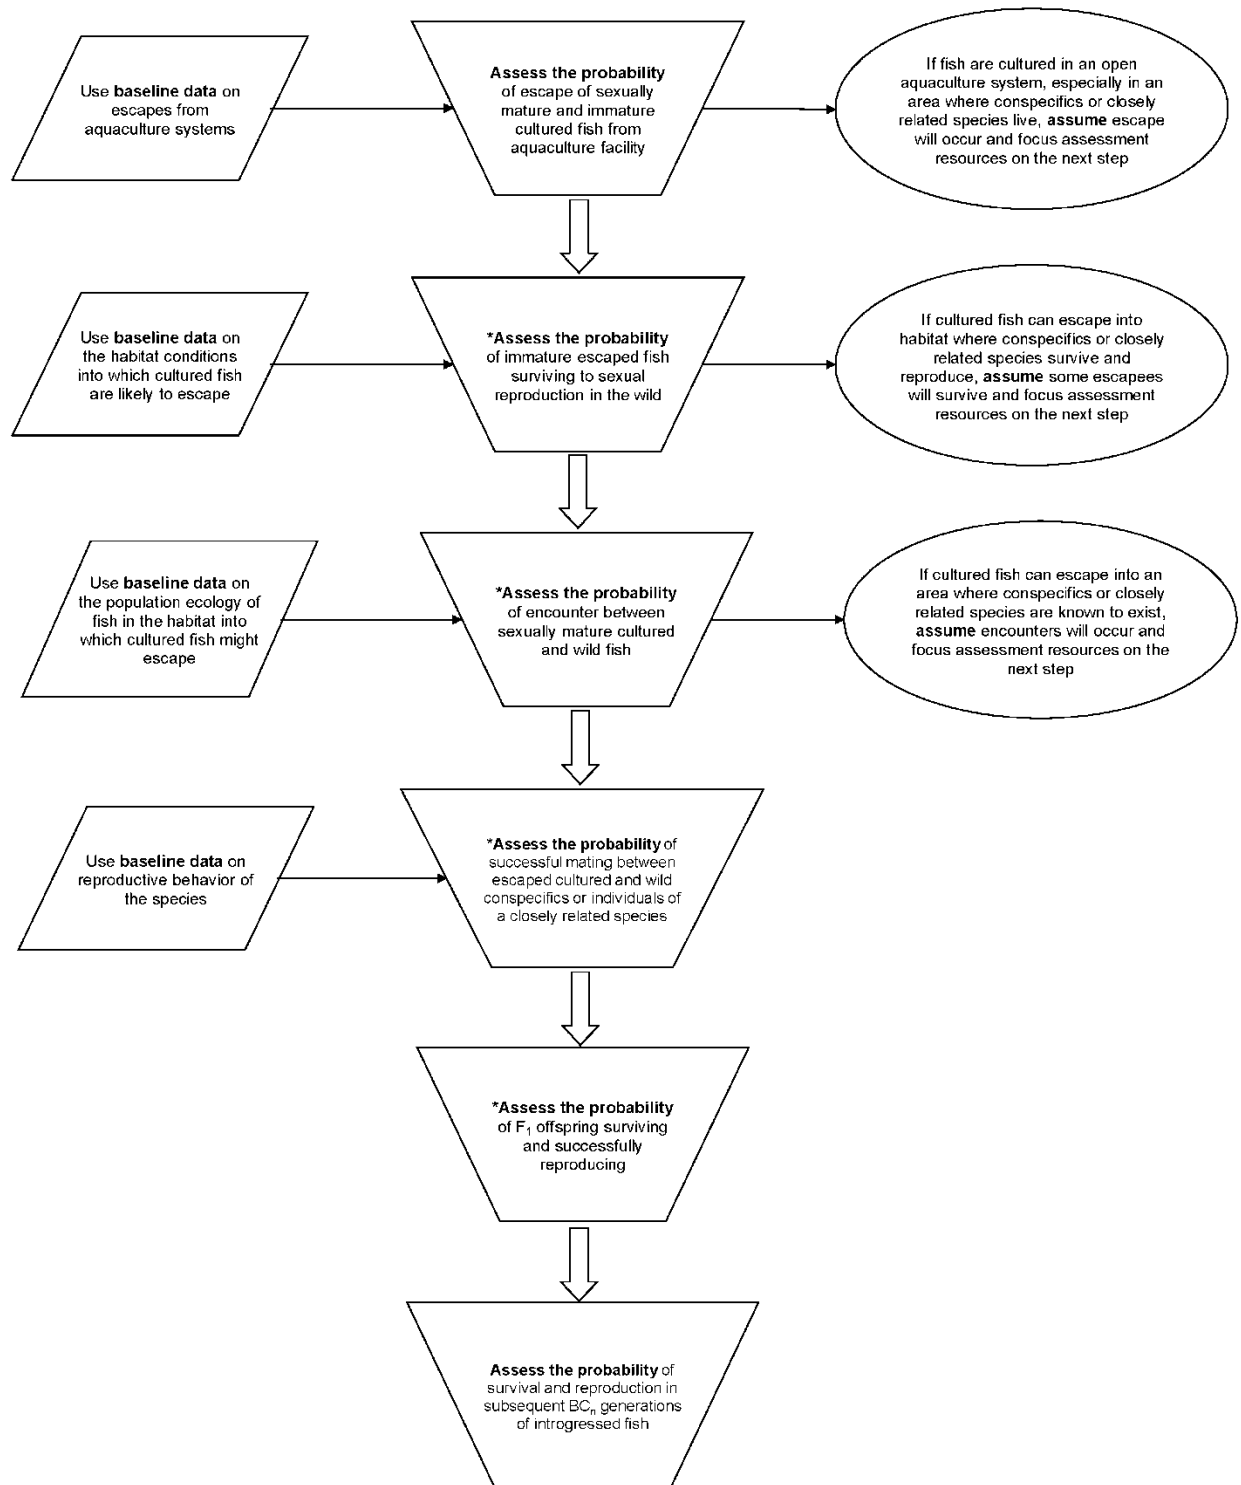 Use baseline data on
escapes from
aquaculture systems
Assess the probability
of escape of sexually
mature and immature
cultured fish from
aquaculture facility
If fish are cultured in an open
aquaculture system, especially in an
area where conspecifics or closely
related species live, assume escape
will occur and focus assessment
resources on the next step
Use baseline data on
the habitat conditions
into which cultured fish
are likely to escape
*Assess the probability
of immature escaped fish
surviving to sexual
reproduction in the wild
If cultured fish can escape into
habitat where conspecifics or closely
related species survive and
reproduce, assume some escapees
will survive and focus assessment
resources on the next step
Use baseline data on
the population ecology of
fish in the habitat into
which cultured fish might
escape
*Assess the probability
of encounter between
sexually mature cultured
and wild fish
If cultured fish can escape into an
area where conspecifics or closely
related species are known to exist,
assume encounters will occur and
focus assessment resources on the
next step
Use baseline data on
reproductive behavior of
the species
*Assess the probability of
successful mating between
escaped cultured and wild
conspecifics or individuals of
a closely related species
*Assess the probability
of F₁ offspring surviving
and successfully
reproducing
Assess the probability of
survival and reproduction in
subsequent BCₙ generations
of introgressed fish